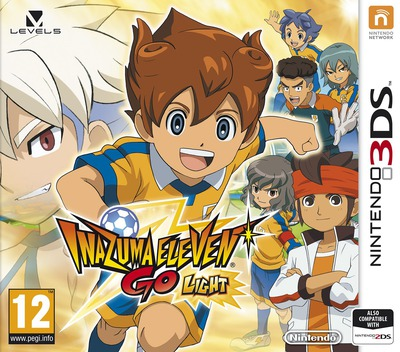 LEVEL5
NINTENDO
NETWORK
NINTENDO 3DS
INAZUMA ELEVEN
GO LIGHT
12
www.pegi.info
Nintendo
ALSO
COMPATIBLE
WITH
NINTENDO 2DS